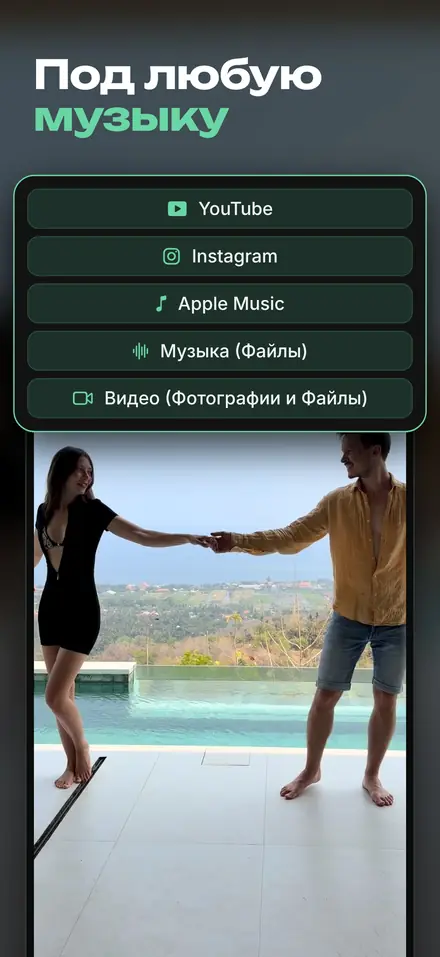 Под любую
музыку
YouTube
Instagram
Apple Music
Музыка (Файлы)
Видео (Фотографии и Файлы)